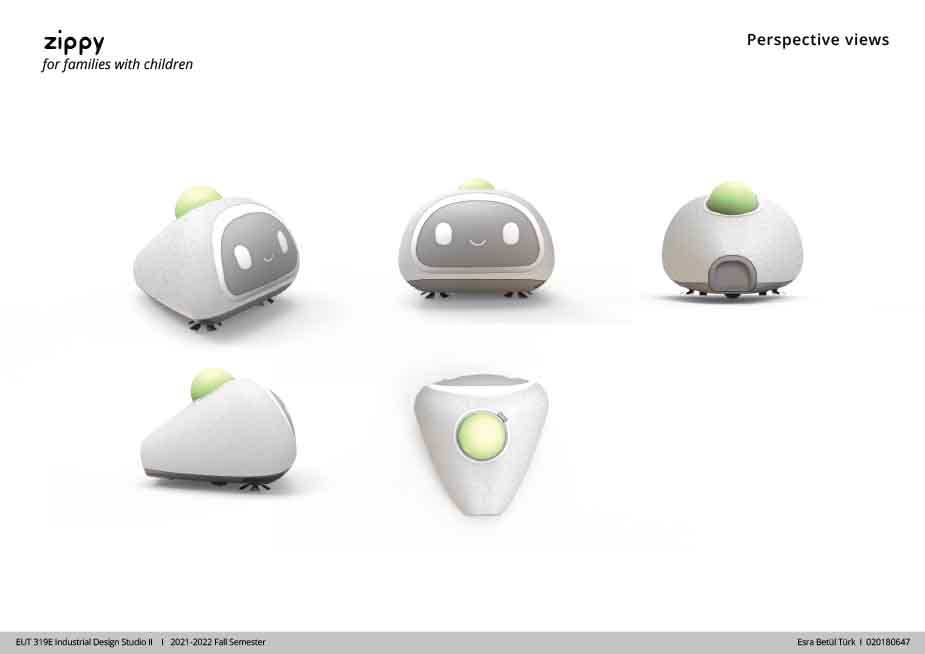 zippy
for families with children
Perspective views
EUT 319E Industrial Design Studio II I 2021-2022 Fall Semester
Esra Betül Türk I 020180647